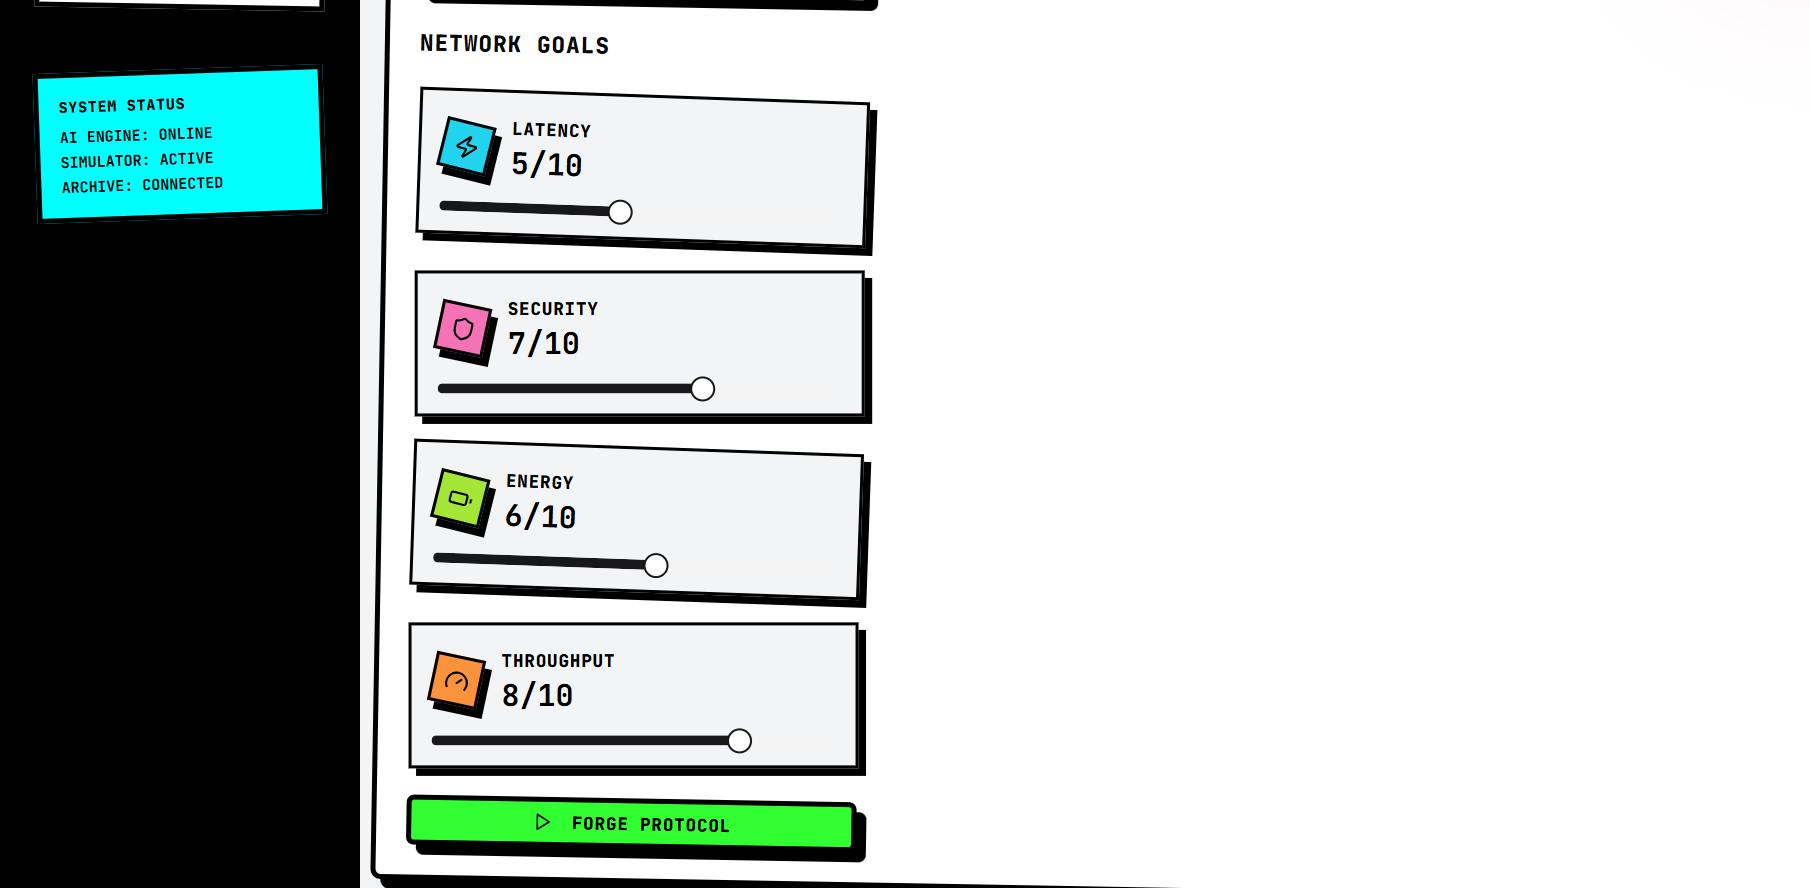 SYSTEM STATUS
AI ENGINE: ONLINE
SIMULATOR: ACTIVE
ARCHIVE: CONNECTED
NETWORK GOALS
LATENCY
5/10
SECURITY
7/10
ENERGY
6/10
THROUGHPUT
8/10
FORGE PROTOCOL